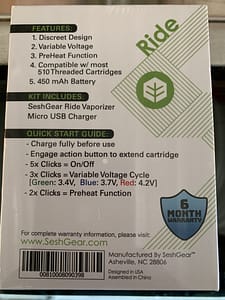 Ride
FEATURES:
1. Discreet Design
2. Variable Voltage
3. PreHeat Function
4. Compatible w/ most
510 Threaded Cartridges
5. 450 mAh Battery
KIT INCLUDES:
SeshGear Ride Vaporizer
Micro USB Charger
QUICK START GUIDE:
- Charge fully before use
- Engage action button to extend cartridge
- 5x Clicks = On/Off
- 3x Clicks = Variable Voltage Cycle
[Green: 3.4V, Blue: 3.7V, Red: 4.2V]
- 2x Clicks = Preheat Function
6
MONTH
WARRANTY
For complete warranty information, please visit:
www.SeshGear.com
Manufactured By SeshGear™
Asheville, NC 28806
Designed in USA
Assembled in China
00810008090398